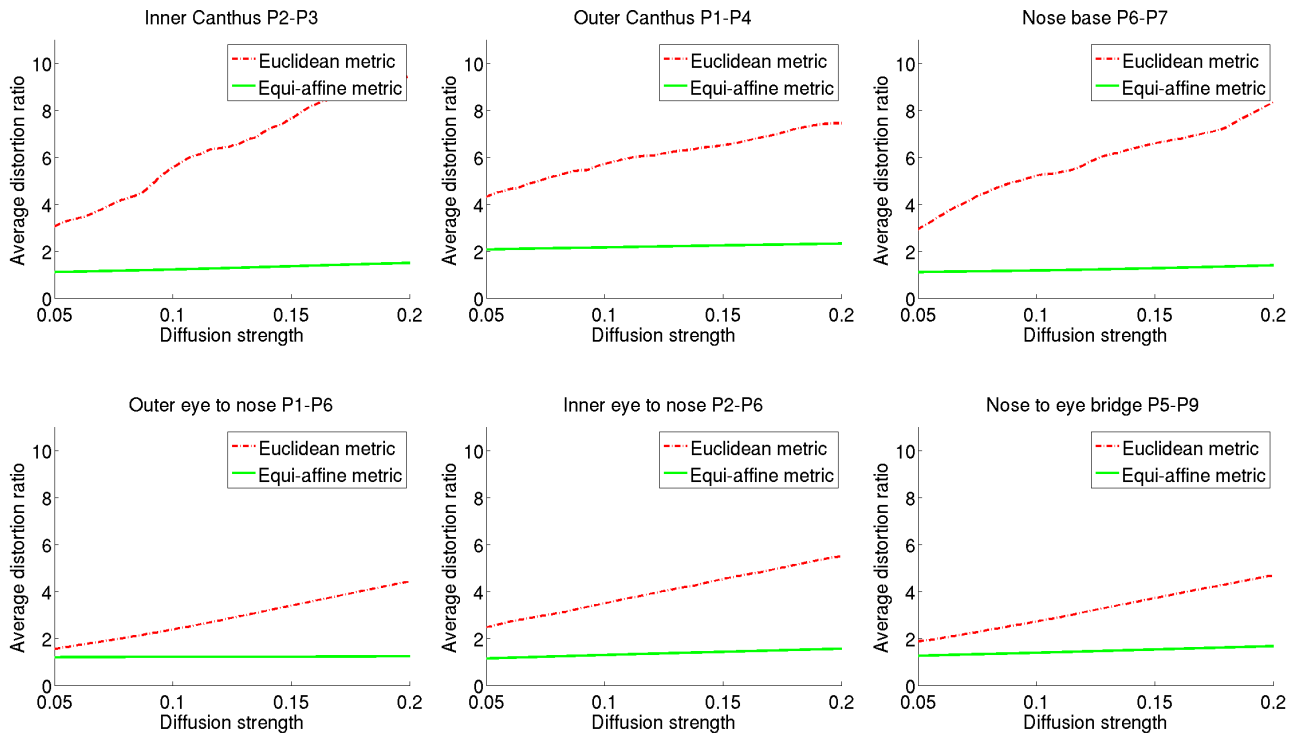 Inner Canthus P2-P3
Outer Canthus P1-P4
Nose base P6-P7
Average distortion ratio
10
8
6
4
2
0
Euclidean metric
Equi-affine metric
0.05
0.1
0.15
0.2
Diffusion strength
Average distortion ratio
10
8
6
4
2
0
Euclidean metric
Equi-affine metric
0.05
0.1
0.15
0.2
Diffusion strength
Average distortion ratio
10
8
6
4
2
0
Euclidean metric
Equi-affine metric
0.05
0.1
0.15
0.2
Diffusion strength
Outer eye to nose P1-P6
Inner eye to nose P2-P6
Nose to eye bridge P5-P9
Average distortion ratio
10
8
6
4
2
0
Euclidean metric
Equi-affine metric
0.05
0.1
0.15
0.2
Diffusion strength
Average distortion ratio
10
8
6
4
2
0
Euclidean metric
Equi-affine metric
0.05
0.1
0.15
0.2
Diffusion strength
Average distortion ratio
10
8
6
4
2
0
Euclidean metric
Equi-affine metric
0.05
0.1
0.15
0.2
Diffusion strength